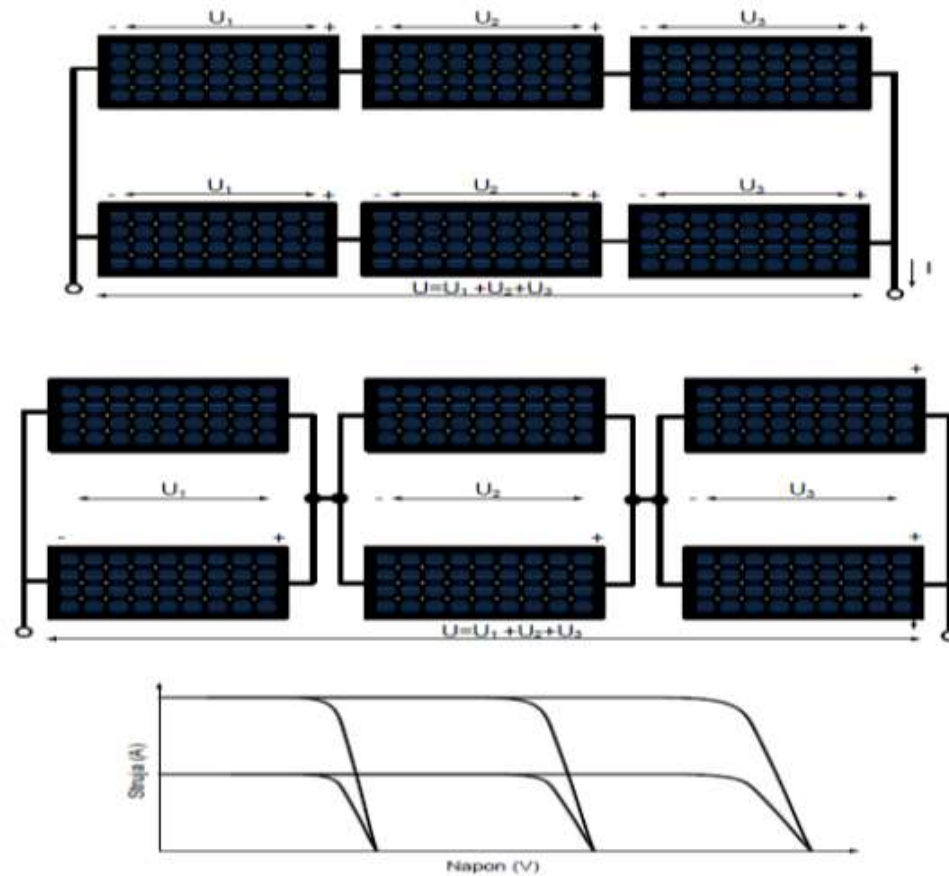 - U₁ + - U₂ + - U₃ +
- U₁ + - U₂ + - U₃ +
I
U=U₁ +U₂+U₃
+
U₁ - U₂ - U₃
- + + +
U=U₁ +U₂+U₃
Struja (A)
Napon (V)